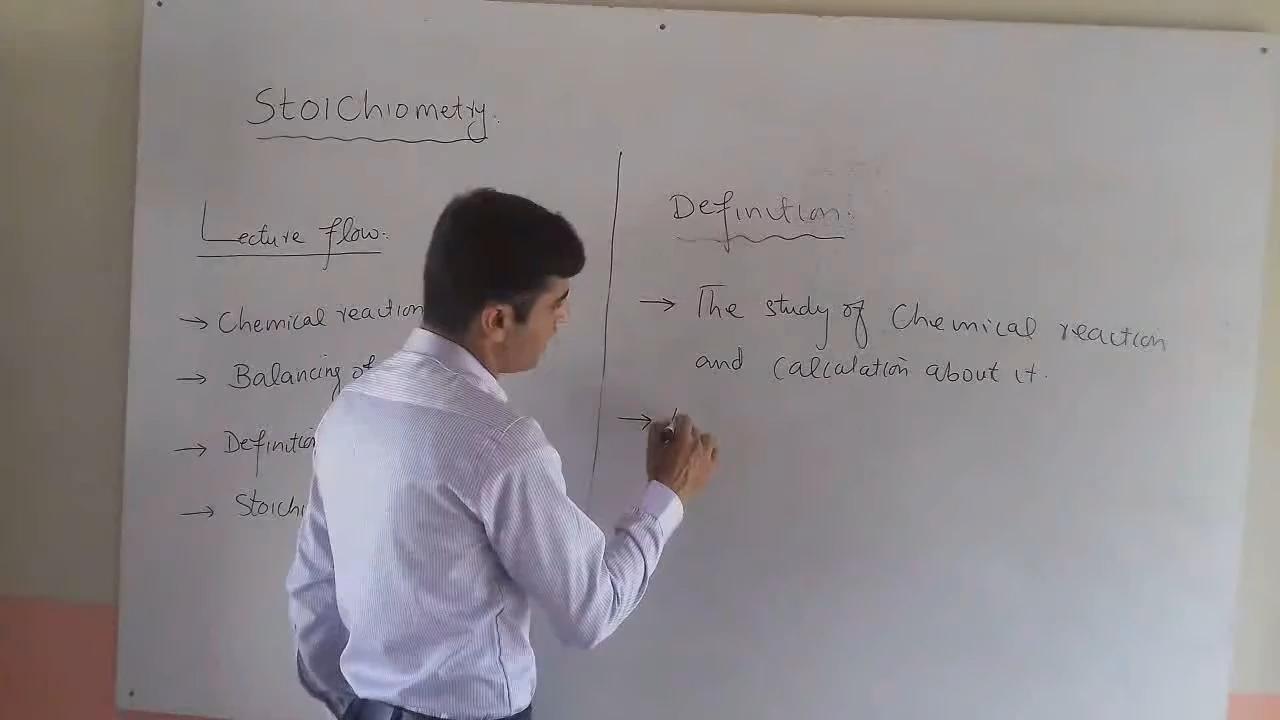 Stoichiometry.
Lecture flow.
→ Chemical reaction
→ Balancing of
→ Definition
→ Stoichi
Definition.
→ The study of Chemical reaction
and calculation about it.
→